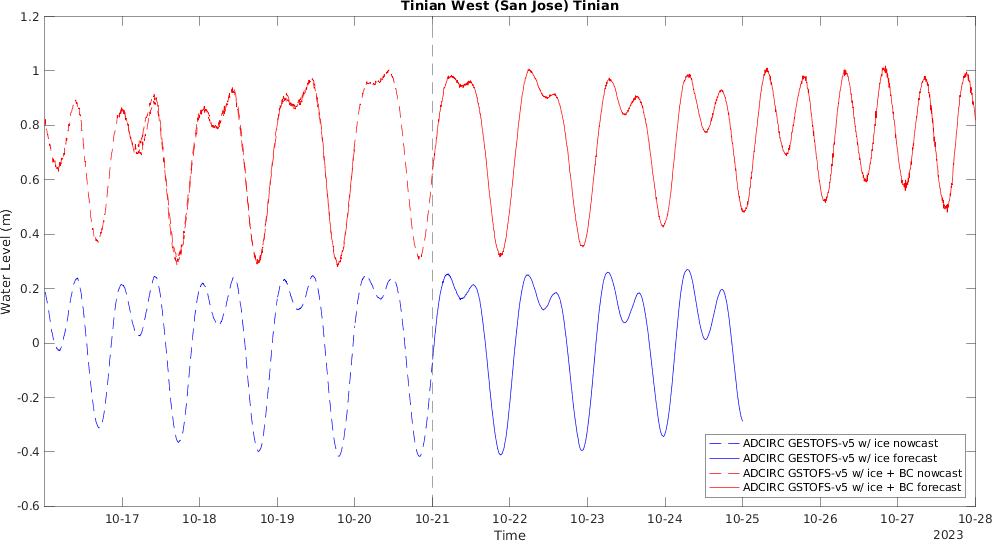 Tinian West (San Jose) Tinian
Water Level (m)
1.2
1
0.8
0.6
0.4
0.2
0
-0.2
-0.4
-0.6
ADCIRC GESTOFS-v5 w/ ice nowcast
ADCIRC GESTOFS-v5 w/ ice forecast
ADCIRC GSTOFS-v5 w/ ice + BC nowcast
ADCIRC GSTOFS-v5 w/ ice + BC forecast
10-17 10-18 10-19 10-20 10-21 10-22 10-23 10-24 10-25 10-26 10-27 10-28
Time
2023